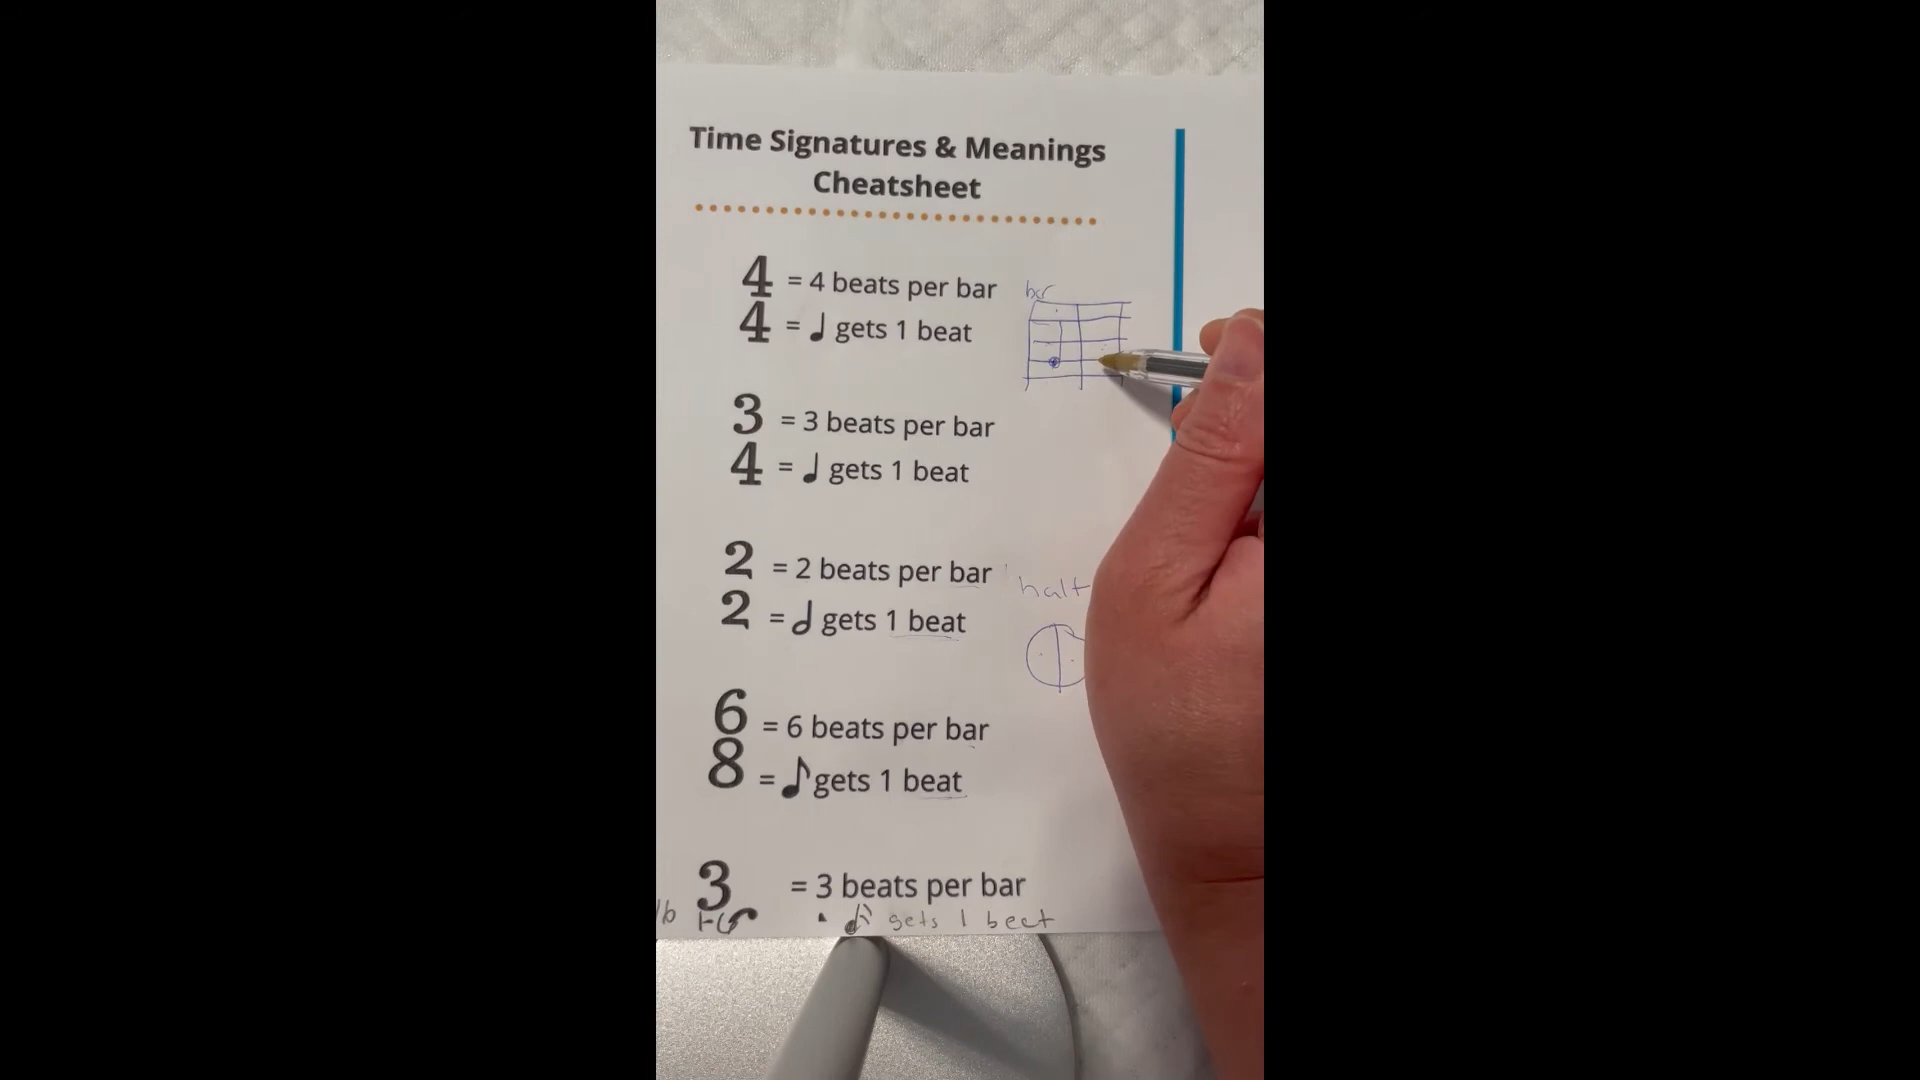 Time Signatures & Meanings
Cheatsheet
4 = 4 beats per bar
bar
4 = ♩ gets 1 beat
3 = 3 beats per bar
4 = ♩ gets 1 beat
2 = 2 beats per bar
half
2 = 𝅗𝅥 gets 1 beat
6 = 6 beats per bar
8 = ♪ gets 1 beat
3 = 3 beats per bar
16 𝅘𝅥𝅯 gets 1 beat